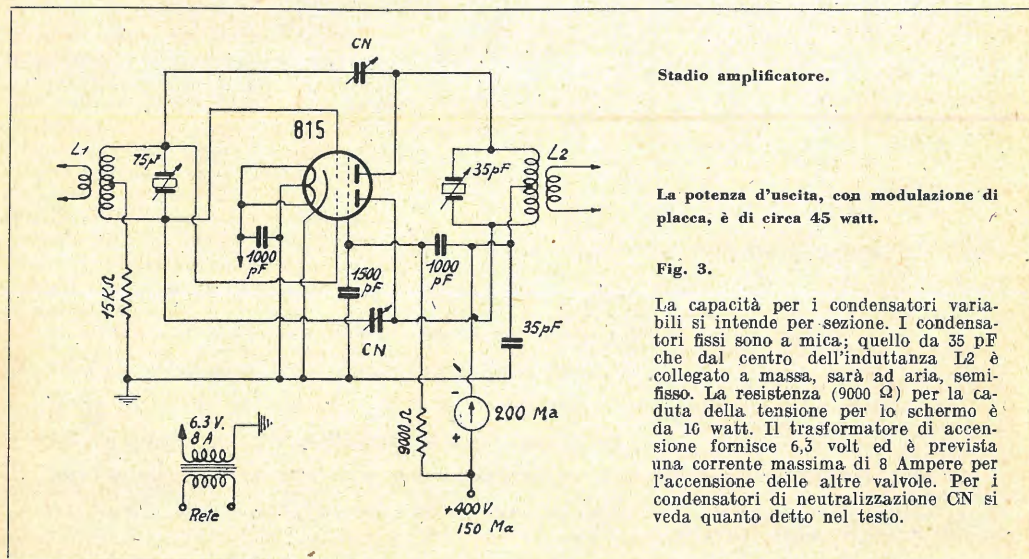 CN
815
L1
75pF
35pF
L2
1000
pF
1500
pF
1000
pF
15KΩ
CN
35pF
9000Ω
-
200 Ma
+
6.3 V.
8 A
Rete
+400V.
150 Ma
Stadio amplificatore.
La potenza d'uscita, con modulazione di
placca, è di circa 45 watt.
Fig. 3.
La capacità per i condensatori varia-
bili si intende per sezione. I condensa-
tori fissi sono a mica; quello da 35 pF
che dal centro dell'induttanza L2 è
collegato a massa, sarà ad aria, semi-
fisso. La resistenza (9000 Ω) per la ca-
duta della tensione per lo schermo è
da 10 watt. Il trasformatore di accen-
sione fornisce 6,3 volt ed è prevista
una corrente massima di 8 Ampere per
l'accensione delle altre valvole. Per i
condensatori di neutralizzazione CN si
veda quanto detto nel testo.